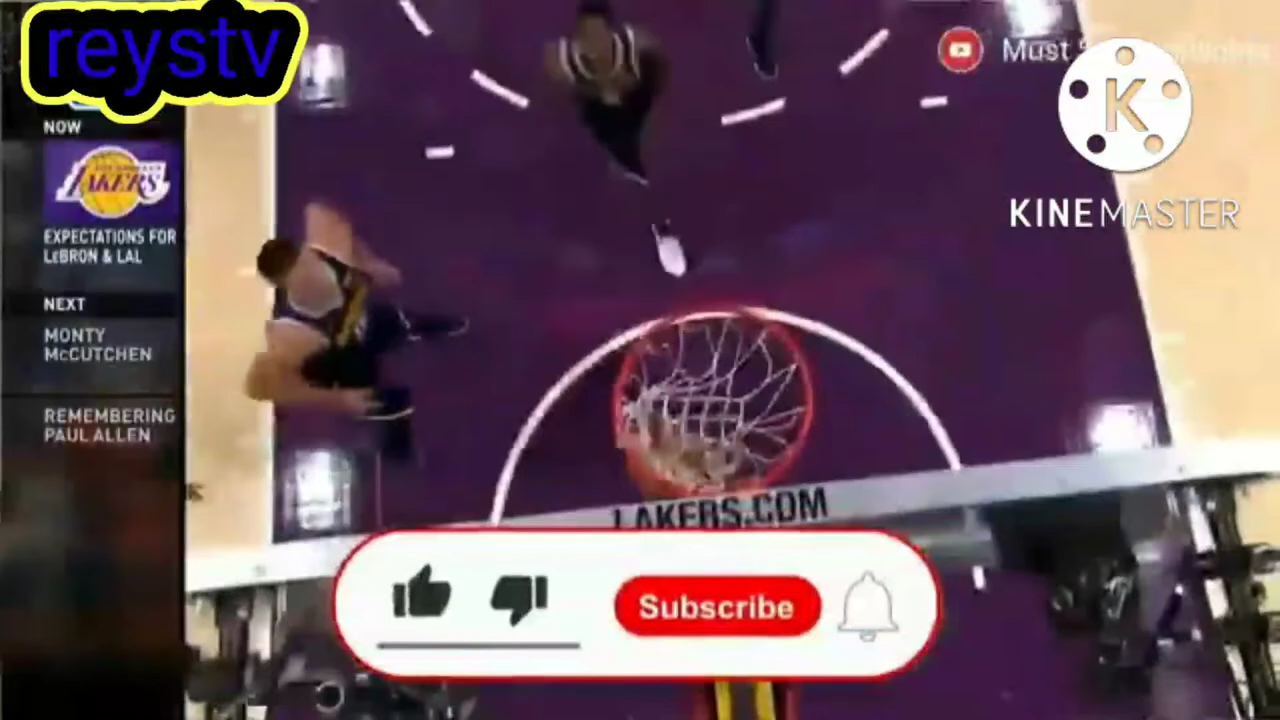 reystv
Must
K
KINEMASTER
NOW
LAKERS
EXPECTATIONS FOR
LeBRON & LAL
NEXT
MONTY
McCUTCHEN
REMEMBERING
PAUL ALLEN
LAKERS.COM
Subscribe